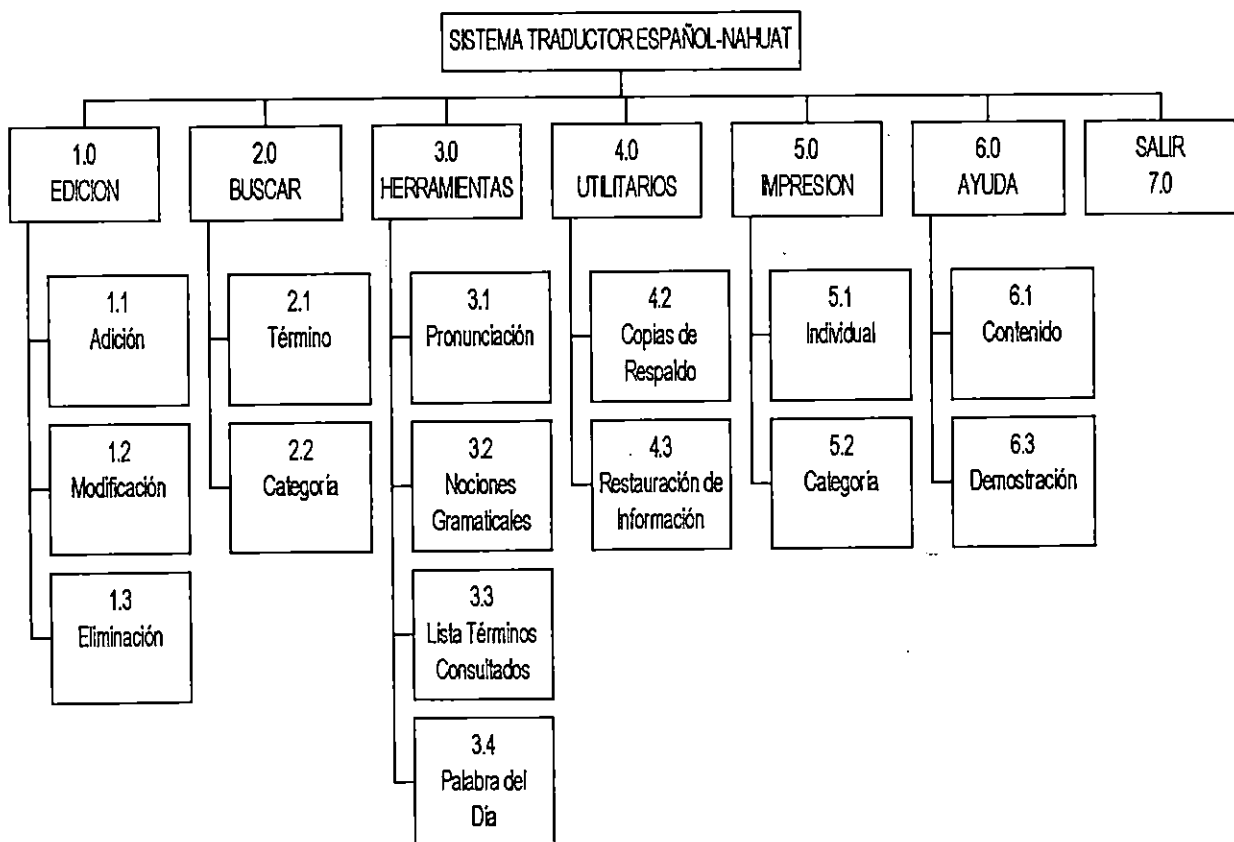 SISTEMA TRADUCTOR ESPAÑOL-NAHUAT
1.0
EDICION
2.0
BUSCAR
3.0
HERRAMIENTAS
4.0
UTILITARIOS
5.0
IMPRESION
6.0
AYUDA
SALIR
7.0
1.1
Adición
1.2
Modificación
1.3
Eliminación
2.1
Término
2.2
Categoría
3.1
Pronunciación
3.2
Nociones
Gramaticales
3.3
Lista Términos
Consultados
3.4
Palabra del
Día
4.2
Copias de
Respaldo
4.3
Restauración de
Información
5.1
Individual
5.2
Categoría
6.1
Contenido
6.3
Demostración